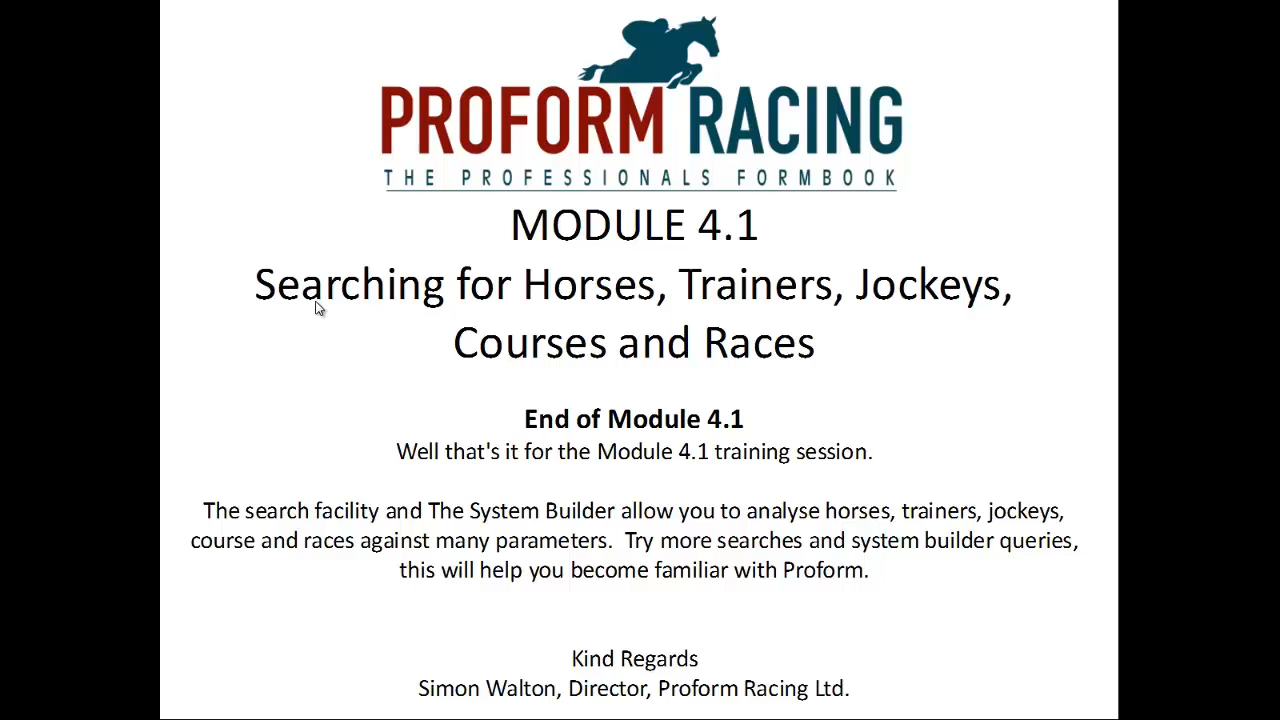 PROFORM RACING
THE PROFESSIONALS FORMBOOK
MODULE 4.1
Searching for Horses, Trainers, Jockeys,
Courses and Races
End of Module 4.1
Well that's it for the Module 4.1 training session.
The search facility and The System Builder allow you to analyse horses, trainers, jockeys,
course and races against many parameters.  Try more searches and system builder queries,
this will help you become familiar with Proform.
Kind Regards
Simon Walton, Director, Proform Racing Ltd.